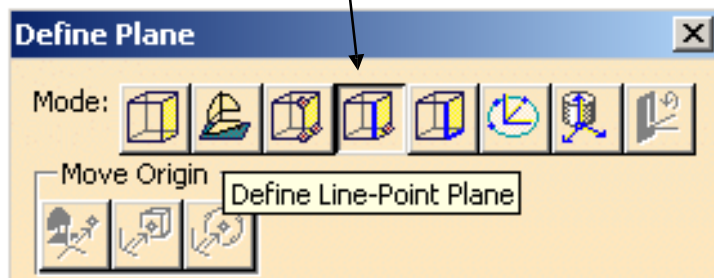 Define Plane
Mode:
Move Origin
Define Line-Point Plane